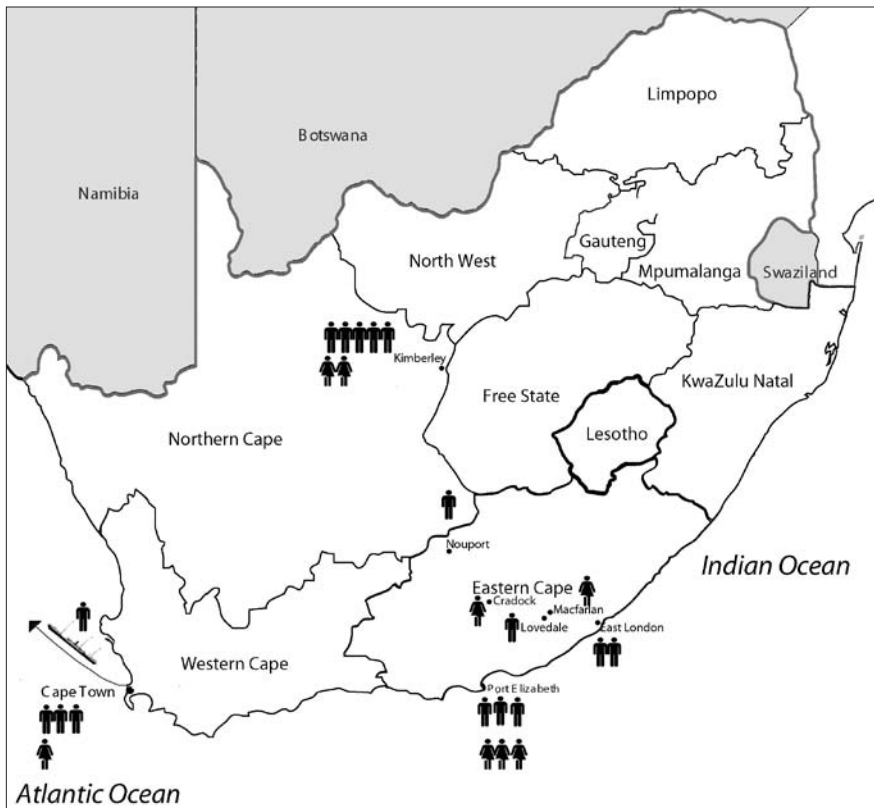 Limpopo
Botswana
Namibia
Gauteng
North West
Mpumalanga
Swaziland
Kimberley
KwaZulu Natal
Free State
Lesotho
Northern Cape
Nouport
Indian Ocean
Eastern Cape
Cradock
Macfarlan
Lovedale
East London
Western Cape
Cape Town
Port Elizabeth
Atlantic Ocean